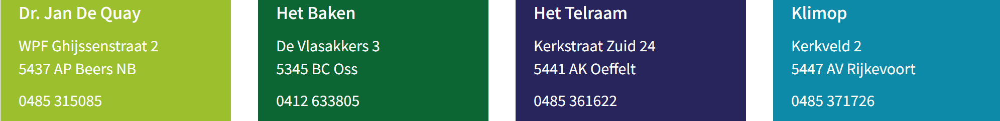 Dr. Jan De Quay
WPF Ghijssenstraat 2
5437 AP Beers NB
0485 315085
Het Baken
De Vlasakkers 3
5345 BC Oss
0412 633805
Het Telraam
Kerkstraat Zuid 24
5441 AK Oeffelt
0485 361622
Klimop
Kerkveld 2
5447 AV Rijkevoort
0485 371726